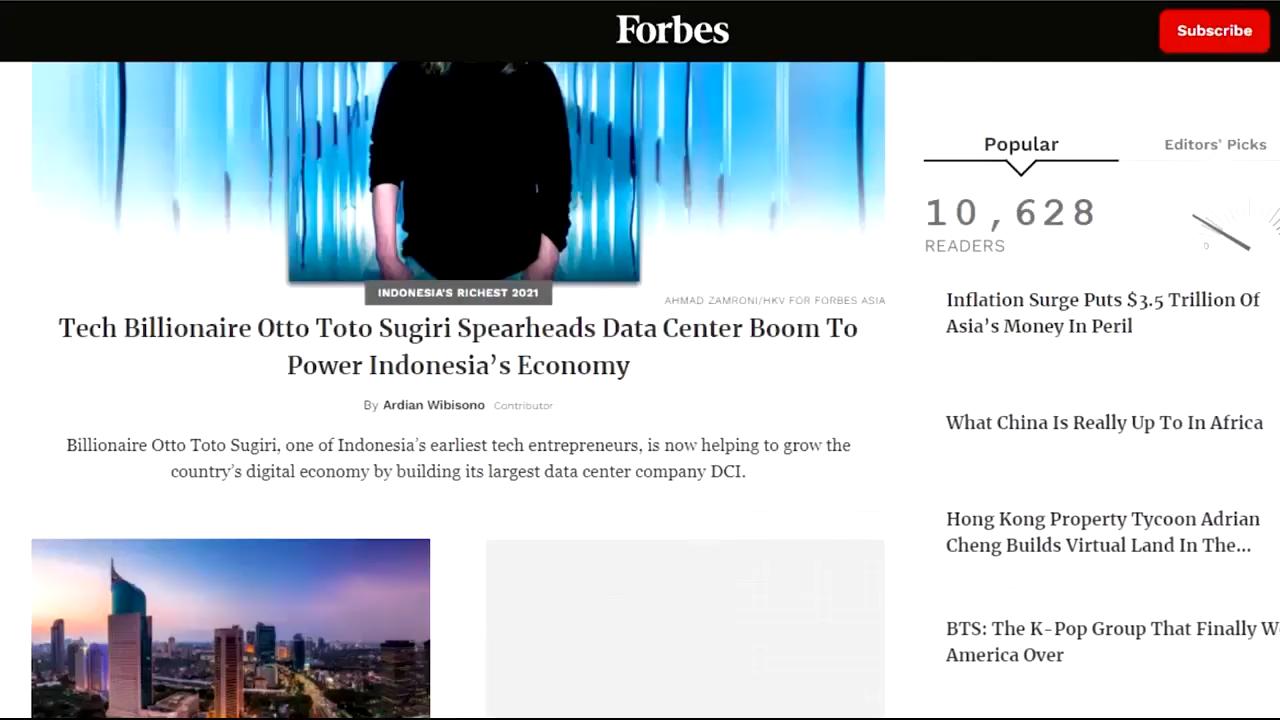 Forbes
Subscribe
INDONESIA'S RICHEST 2021
AHMAD ZAMRONI/HKV FOR FORBES ASIA
Tech Billionaire Otto Toto Sugiri Spearheads Data Center Boom To
Power Indonesia’s Economy
By Ardian Wibisono Contributor
Billionaire Otto Toto Sugiri, one of Indonesia’s earliest tech entrepreneurs, is now helping to grow the
country’s digital economy by building its largest data center company DCI.
Popular
Editors’ Picks
10,628
READERS
0
Inflation Surge Puts $3.5 Trillion Of
Asia’s Money In Peril
What China Is Really Up To In Africa
Hong Kong Property Tycoon Adrian
Cheng Builds Virtual Land In The...
BTS: The K-Pop Group That Finally W
America Over